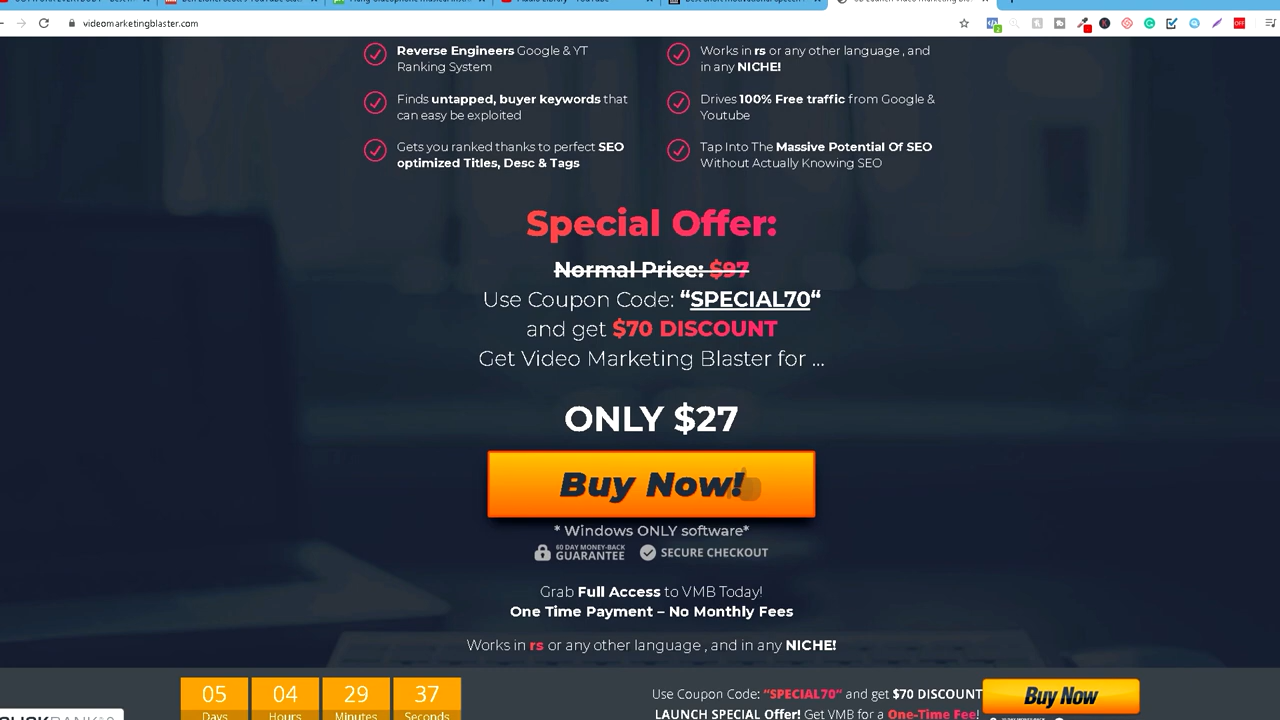 videomarketingblaster.com
OFF
Reverse Engineers Google & YT
Ranking System
Works in rs or any other language , and
in any NICHE!
Finds untapped, buyer keywords that
can easy be exploited
Drives 100% Free traffic from Google &
Youtube
Gets you ranked thanks to perfect SEO
optimized Titles, Desc & Tags
Tap Into The Massive Potential Of SEO
Without Actually Knowing SEO
Special Offer:
Normal Price: $97
Use Coupon Code: “SPECIAL70“
and get $70 DISCOUNT
Get Video Marketing Blaster for ...
ONLY $27
Buy Now!
* Windows ONLY software*
60 DAY MONEY-BACK
GUARANTEE
SECURE CHECKOUT
Grab Full Access to VMB Today!
One Time Payment – No Monthly Fees
Works in rs or any other language , and in any NICHE!
05 04 29 37
Days Hours Minutes Seconds
Use Coupon Code: "SPECIAL70" and get $70 DISCOUNT
LAUNCH SPECIAL Offer! Get VMB for a One-Time Fee!
Buy Now